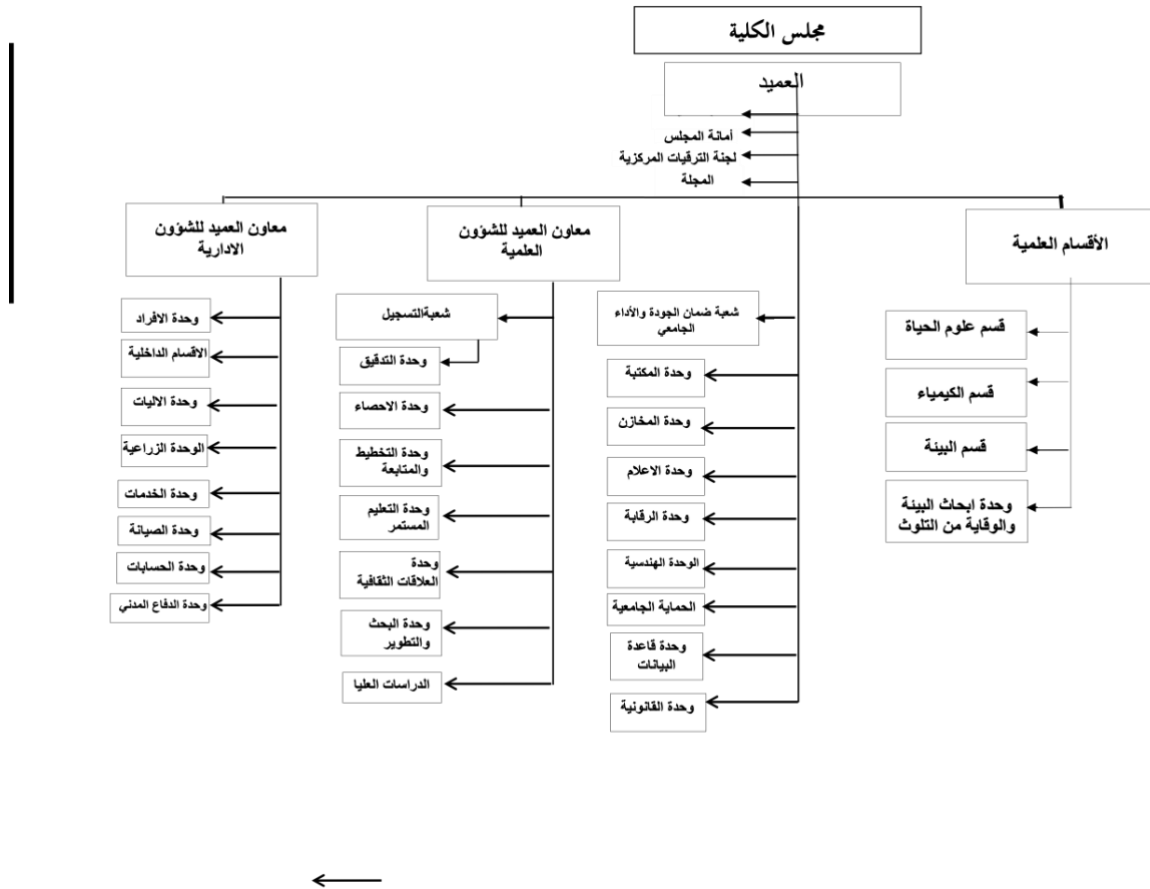 مجلس الكلية
العميد
أمانة المجلس
لجنة الترقيات المركزية
المجلة
الأقسام العلمية
قسم علوم الحياة
قسم الكيمياء
قسم البيئة
وحدة ابحاث البيئة
والوقاية من التلوث
شعبة ضمان الجودة والأداء
الجامعي
وحدة المكتبة
وحدة المخازن
وحدة الاعلام
وحدة الرقابة
الوحدة الهندسية
الحماية الجامعية
وحدة قاعدة
البيانات
وحدة القانونية
معاون العميد للشؤون
العلمية
شعبةالتسجيل
وحدة التدقيق
وحدة الاحصاء
وحدة التخطيط
والمتابعة
وحدة التعليم
المستمر
وحدة
العلاقات الثقافية
وحدة البحث
والتطوير
الدراسات العليا
معاون العميد للشؤون
الادارية
وحدة الافراد
الاقسام الداخلية
وحدة الاليات
الوحدة الزراعية
وحدة الخدمات
وحدة الصيانة
وحدة الحسابات
وحدة الدفاع المدني